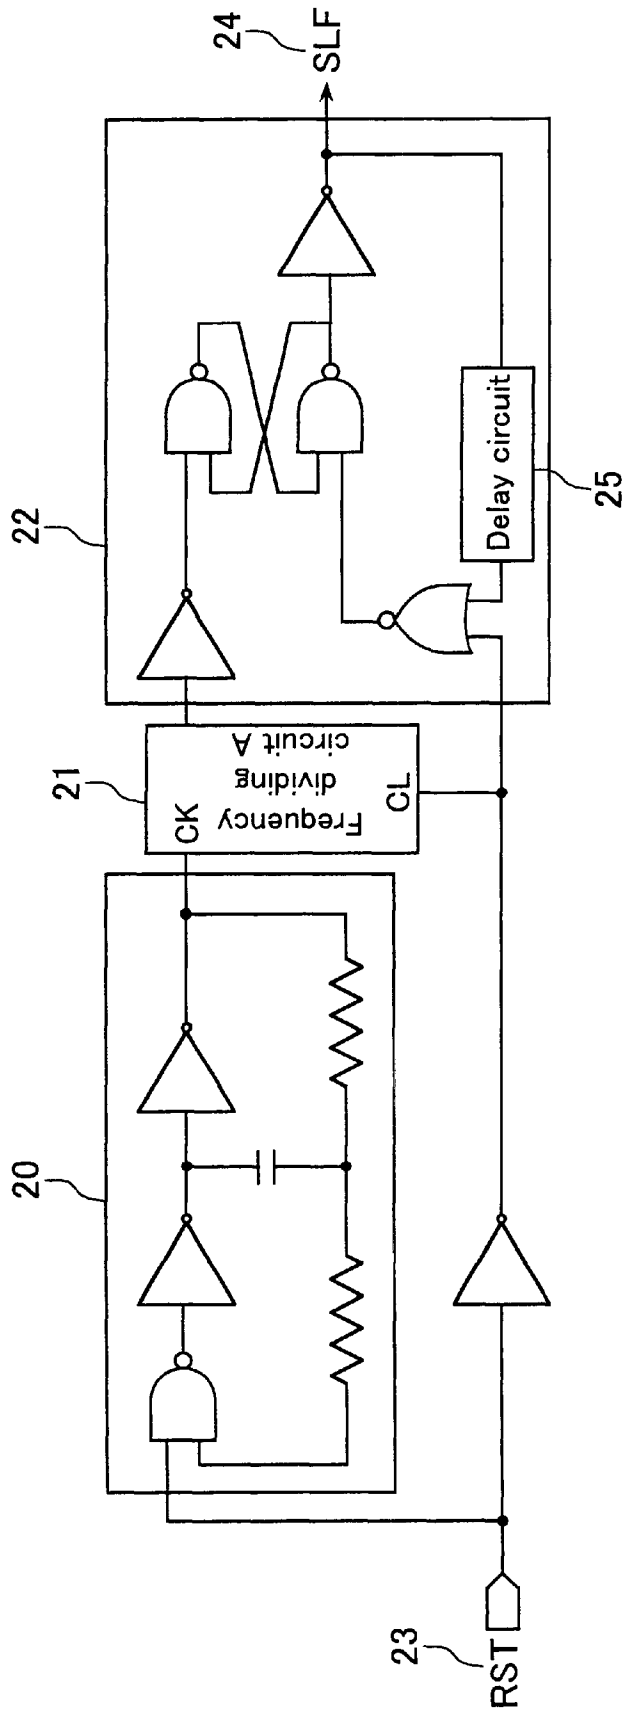 20
21
22
24
SLF
CK
Frequency
dividing
circuit A
CL
Delay circuit
25
23
RST